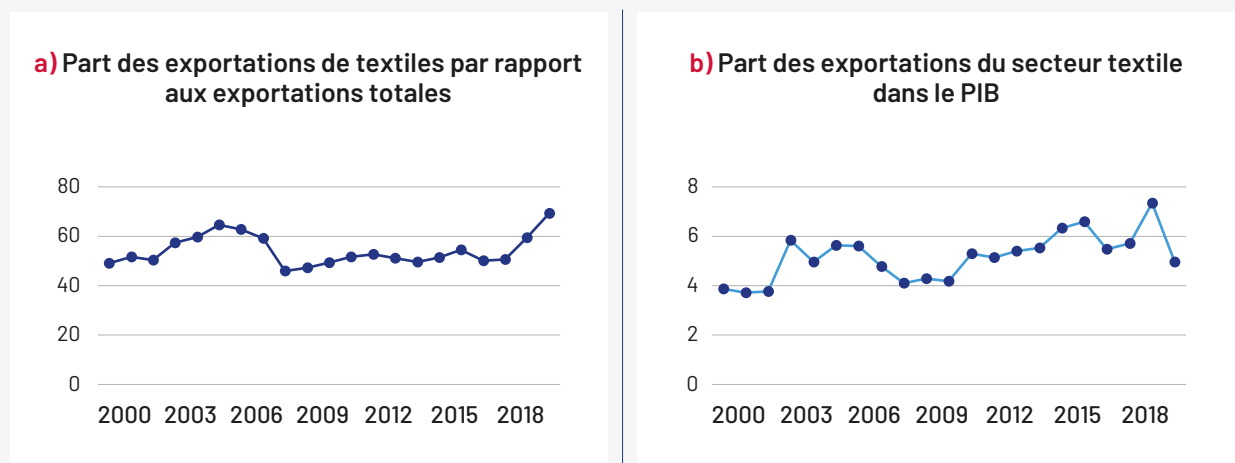 a) Part des exportations de textiles par rapport
aux exportations totales
80
60
40
20
0
2000 2003 2006 2009 2012 2015 2018
b) Part des exportations du secteur textile
dans le PIB
8
6
4
2
0
2000 2003 2006 2009 2012 2015 2018